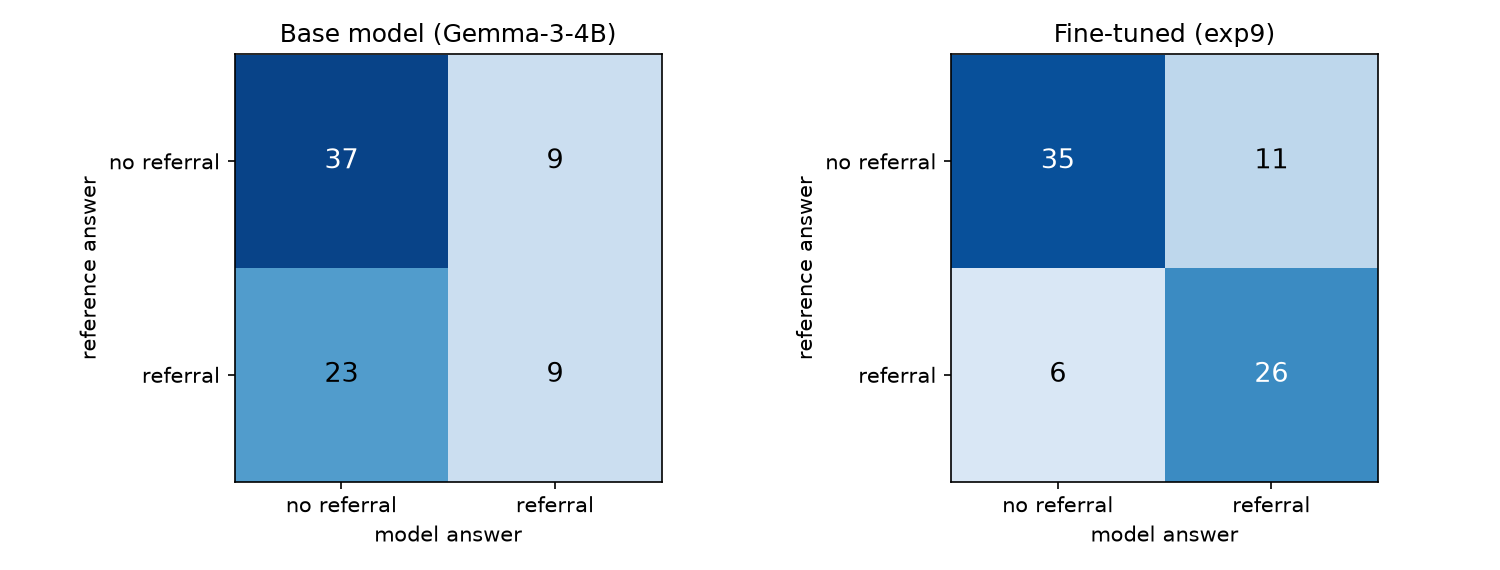 Base model (Gemma-3-4B)
no referral
referral
reference answer
37
9
23
9
no referral
referral
model answer
Fine-tuned (exp9)
no referral
referral
reference answer
35
11
6
26
no referral
referral
model answer